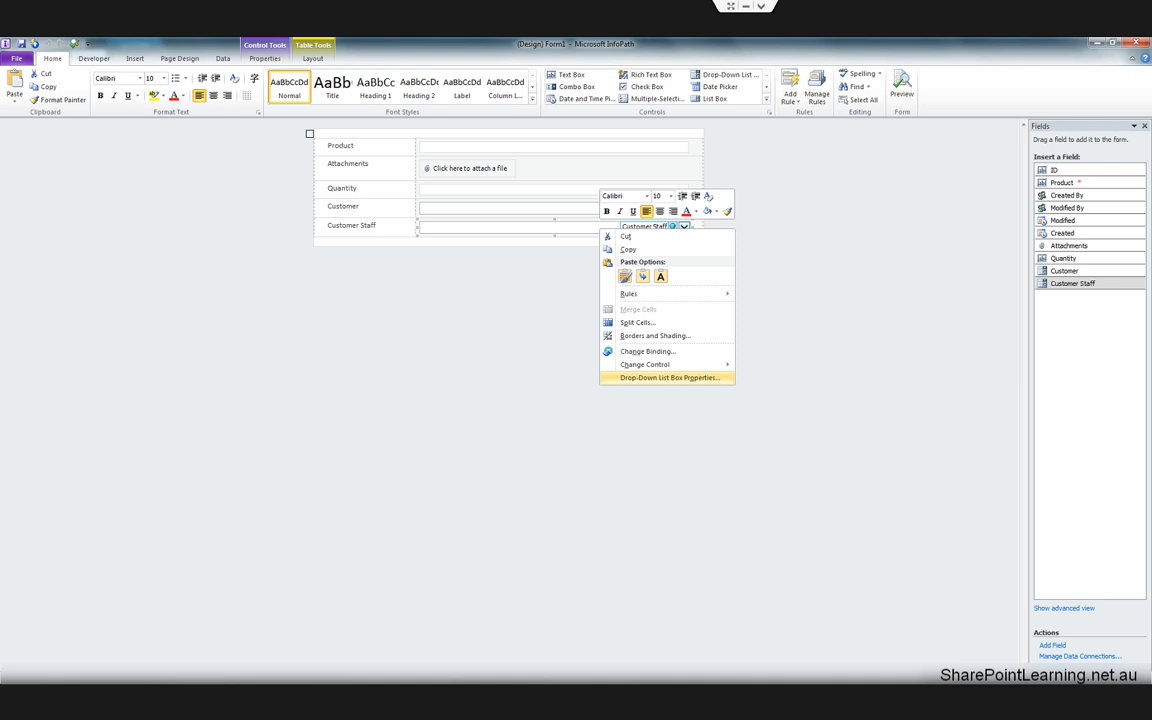 (Design) Form1 - Microsoft InfoPath
Control Tools
Table Tools
File
Home
Insert
Page Design
Data
Developer
Properties
Layout
Paste
Cut
Copy
Format Painter
Clipboard
Calibri
10
Format Text
AaBbCcDd
Normal
AaBb
Title
AaBbCc
Heading 1
AaBbCcDd
Heading 2
AaBbCcDd
Label
AaBbCcDd
Column L...
Font Styles
Text Box
Combo Box
Date and Time Pi...
Rich Text Box
Check Box
Multiple-Selecti...
Drop-Down List ...
Date Picker
List Box
Controls
Add Rule
Manage Rules
Rules
Spelling
Find
Select All
Editing
Preview
Form
Product
Attachments
Click here to attach a file
Quantity
Customer
Customer Staff
Customer Staff
Calibri
10
B I U
Cut
Copy
Paste Options:
Rules
Merge Cells
Split Cells...
Borders and Shading...
Change Binding...
Change Control
Drop-Down List Box Properties...
Fields
Drag a field to add it to the form.
Insert a Field:
ID
Product *
Created By
Modified By
Modified
Created
Attachments
Quantity
Customer
Customer Staff
Show advanced view
Actions
Add Field
Manage Data Connections...
SharePointLearning.net.au